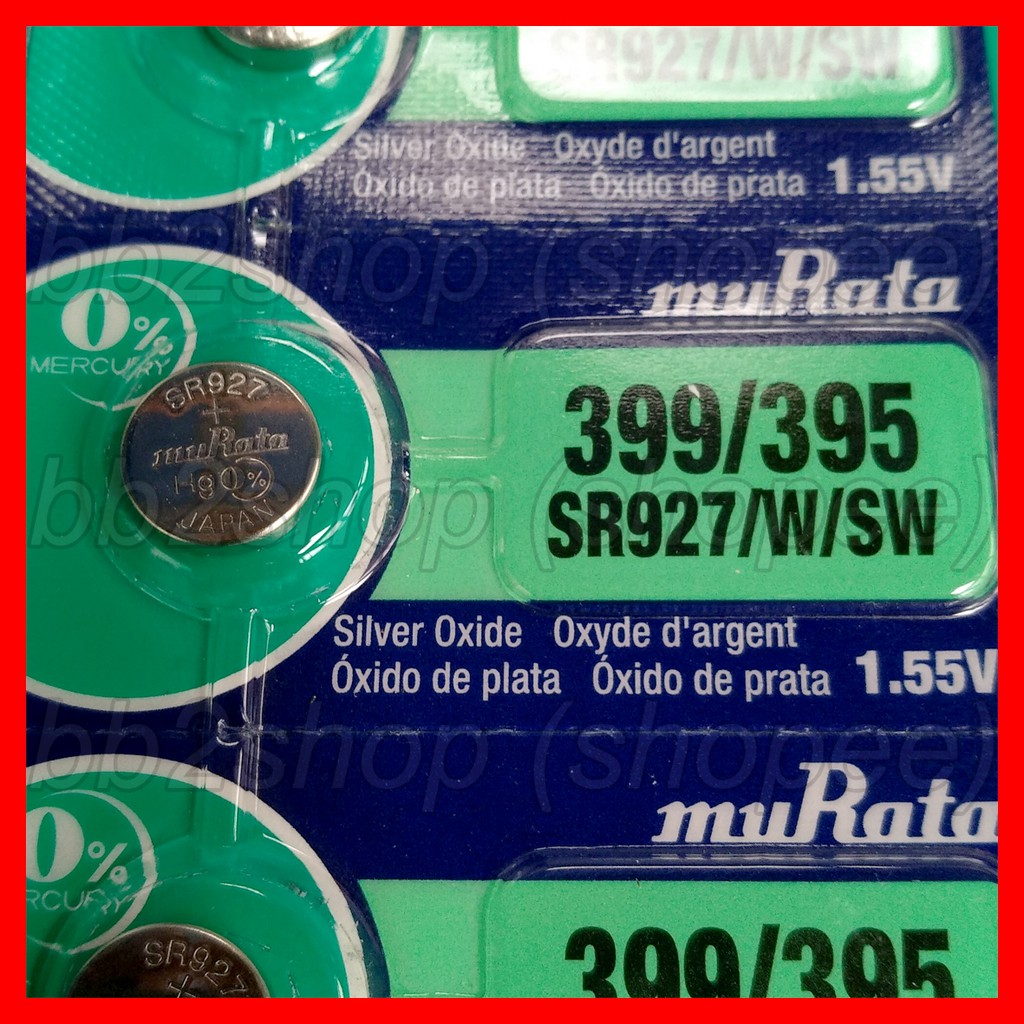 SR927/W/SW
Silver Oxide Oxyde d'argent
Óxido de plata Óxido de prata 1.55V
bb2shop (shopee)
muRata
0%
MERCURY
SR927
+
muRata
Hg0%
JAPAN
399/395
SR927/W/SW
bb2shop (shopee)
Silver Oxide Oxyde d'argent
Óxido de plata Óxido de prata 1.55V
bb2shop (shopee)
muRata
0%
RCURY
SR927
+
399/395